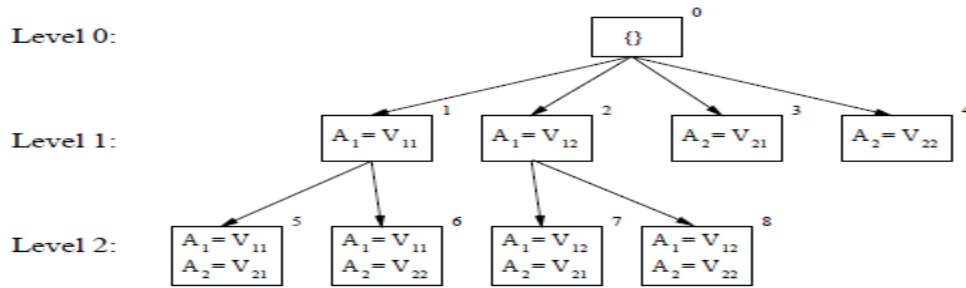 0
Level 0: {}
1 2 3 4
Level 1: A₁= V₁₁ A₁= V₁₂ A₂= V₂₁ A₂= V₂₂
5 6 7 8
Level 2: A₁= V₁₁ A₁= V₁₁ A₁= V₁₂ A₁= V₁₂
A₂= V₂₁ A₂= V₂₂ A₂= V₂₁ A₂= V₂₂